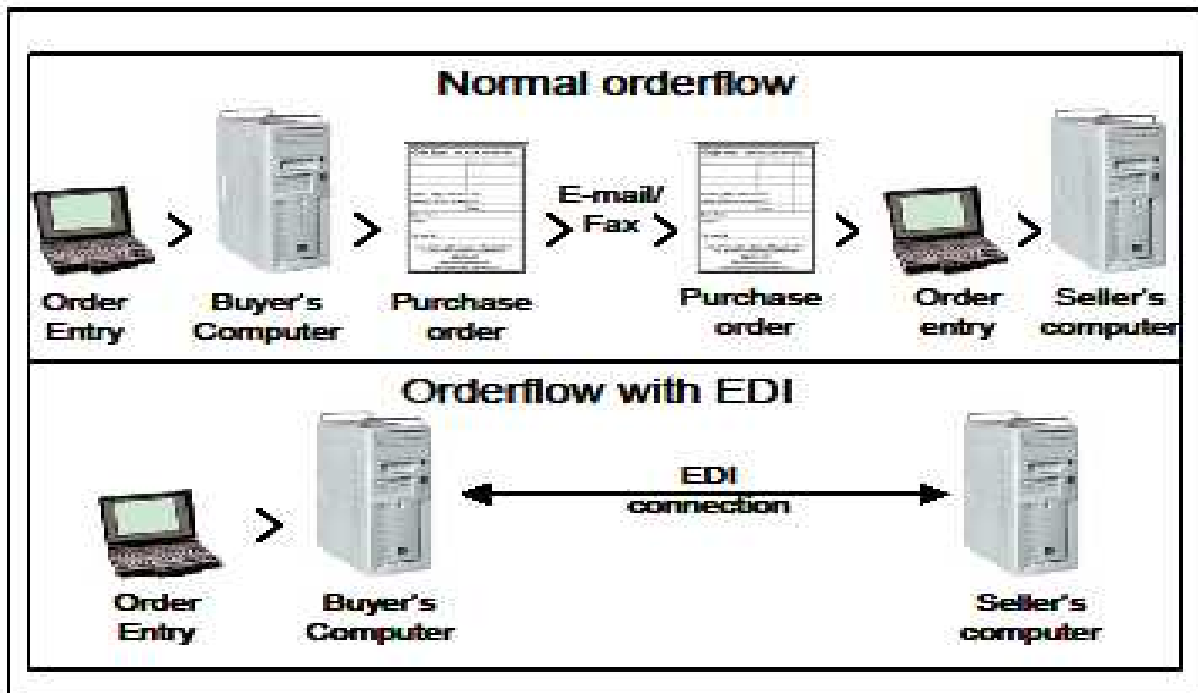 Normal orderflow
E-mail/
Fax
Order
Entry
Buyer's
Computer
Purchase
order
Purchase
order
Order
entry
Seller's
computer
Orderflow with EDI
EDI
connection
Order
Entry
Buyer's
Computer
Seller's
computer